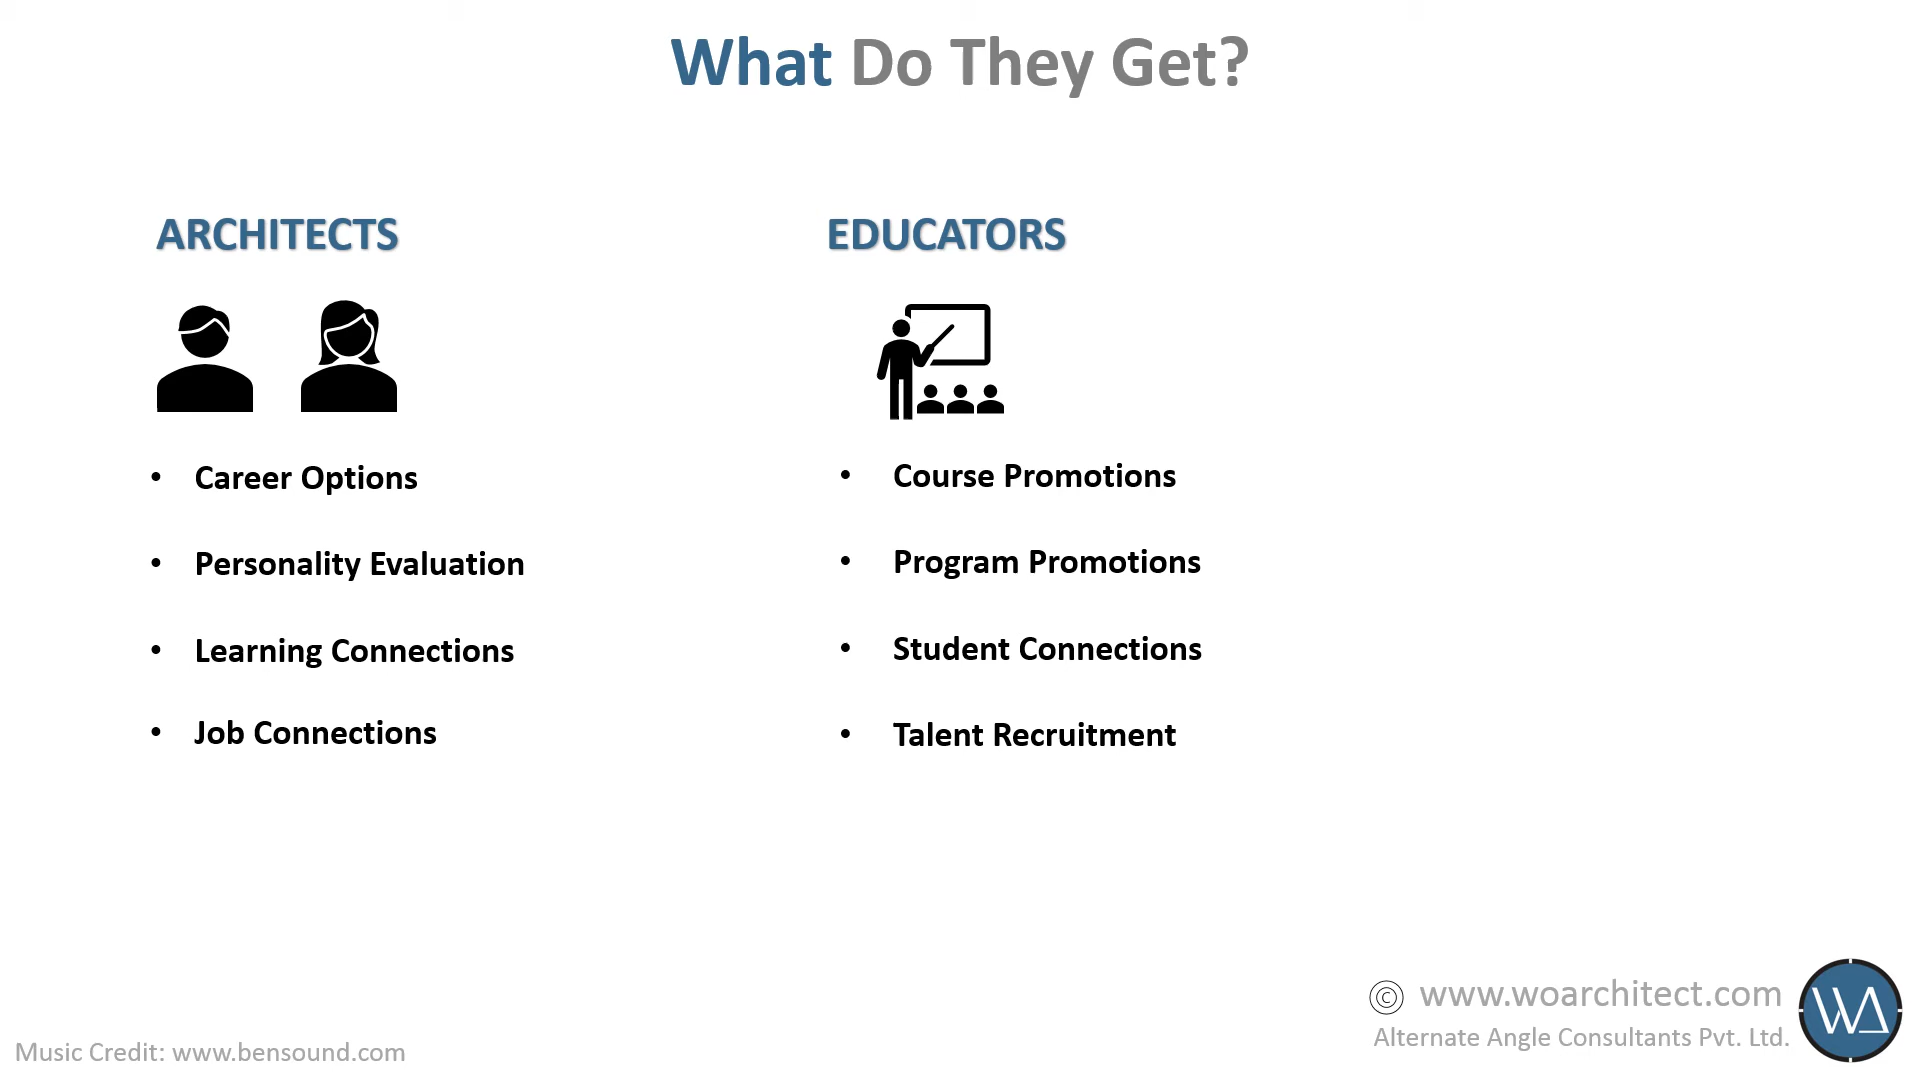 What Do They Get?
ARCHITECTS
• Career Options
• Personality Evaluation
• Learning Connections
• Job Connections
EDUCATORS
• Course Promotions
• Program Promotions
• Student Connections
• Talent Recruitment
© www.woarchitect.com
Alternate Angle Consultants Pvt. Ltd.
WA
Music Credit: www.bensound.com